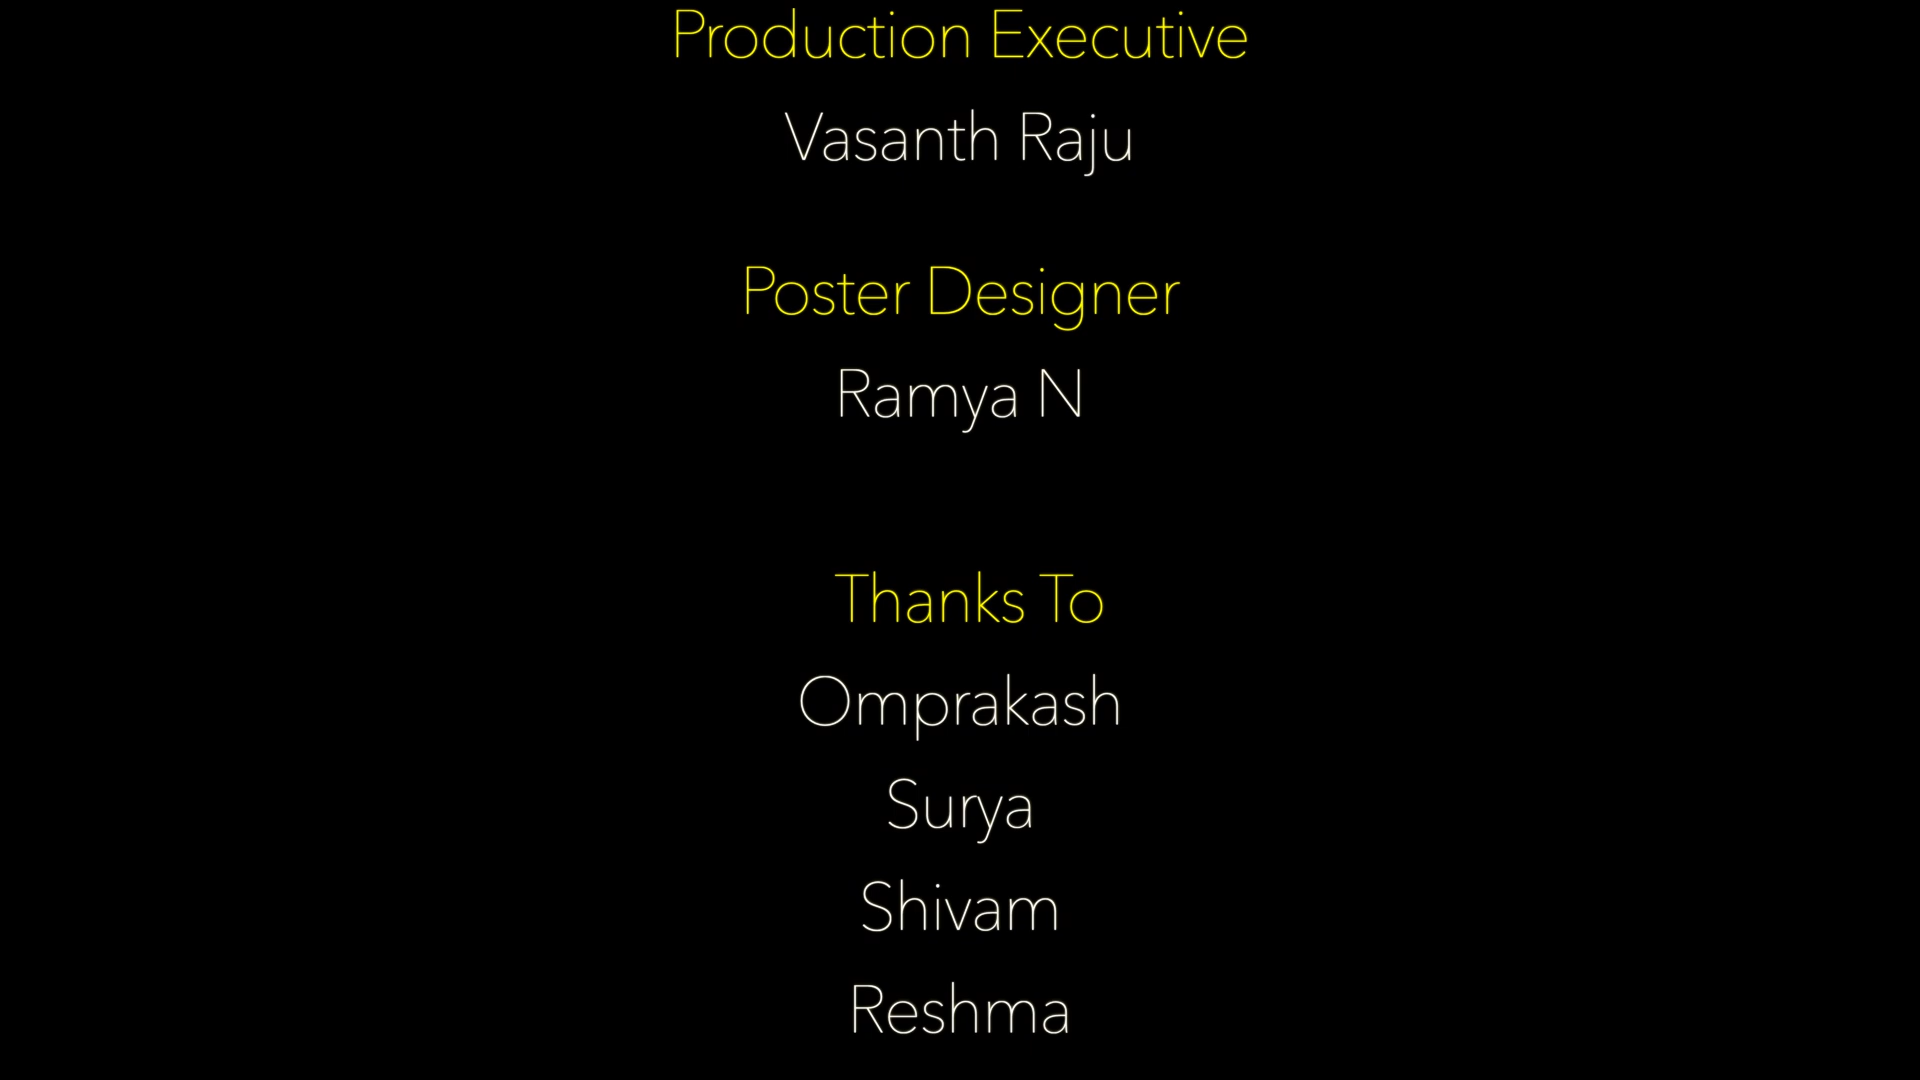 Production Executive
Vasanth Raju
Poster Designer
Ramya N
Thanks To
Omprakash
Surya
Shivam
Reshma